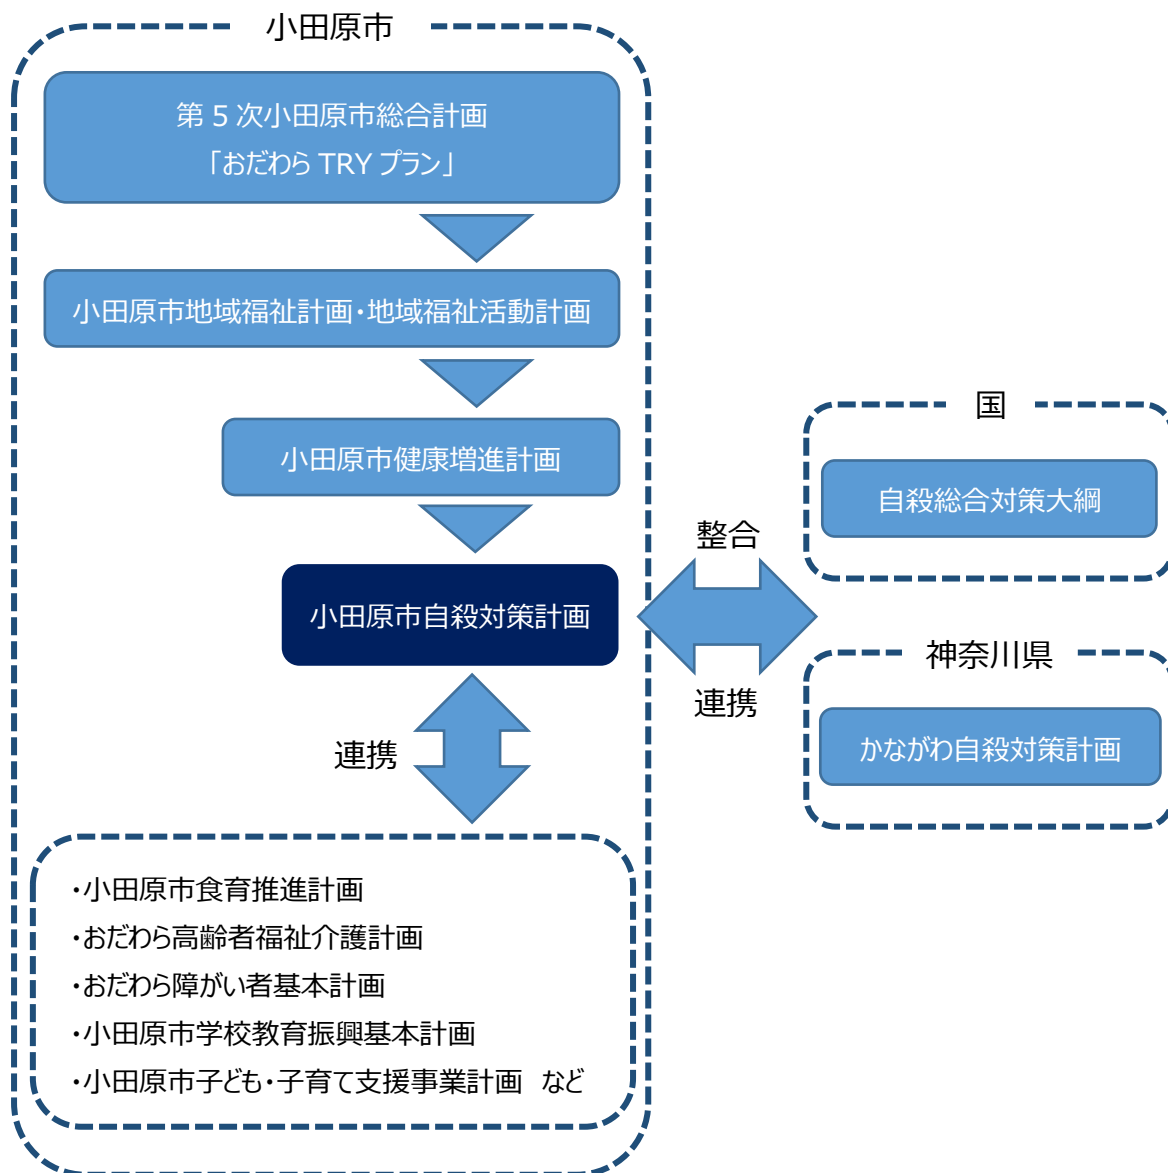 小田原市
第 5 次小田原市総合計画
「おだわら TRY プラン」
小田原市地域福祉計画・地域福祉活動計画
小田原市健康増進計画
小田原市自殺対策計画
整合
連携
国
自殺総合対策大綱
神奈川県
かながわ自殺対策計画
連携
・小田原市食育推進計画
・おだわら高齢者福祉介護計画
・おだわら障がい者基本計画
・小田原市学校教育振興基本計画
・小田原市子ども・子育て支援事業計画 など